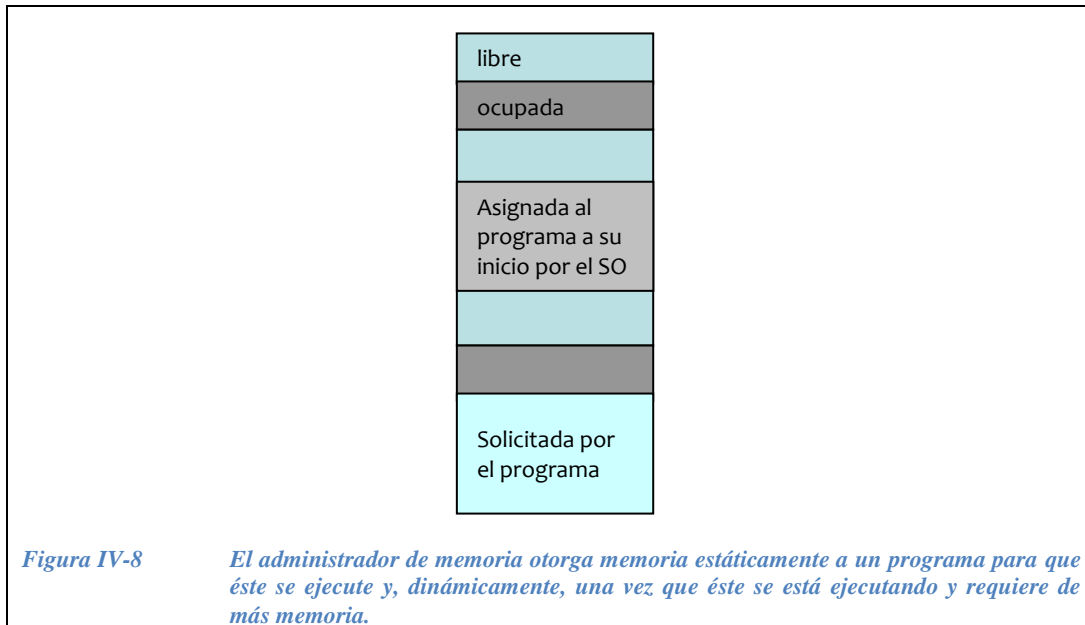 libre
ocupada
Asignada al
programa a su
inicio por el SO
Solicitada por
el programa
Figura IV-8 El administrador de memoria otorga memoria estáticamente a un programa para que
éste se ejecute y, dinámicamente, una vez que éste se está ejecutando y requiere de
más memoria.